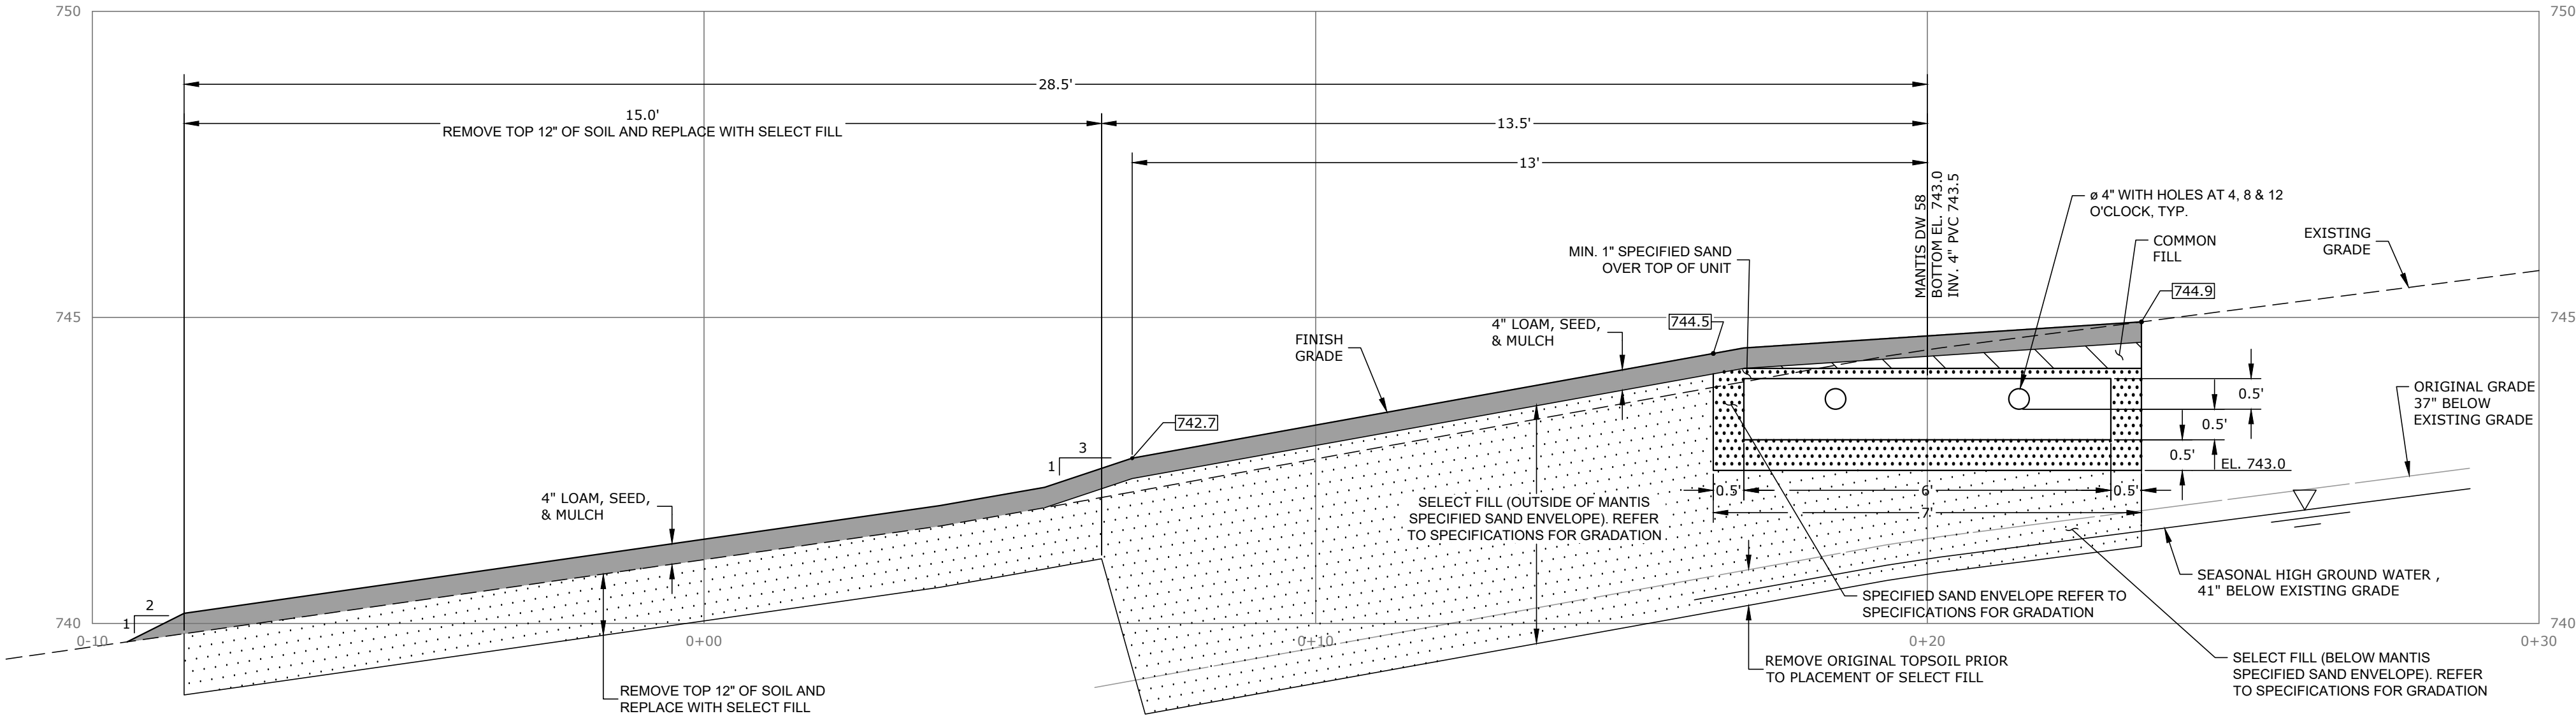 750
750
28.5'
15.0'
REMOVE TOP 12" OF SOIL AND REPLACE WITH SELECT FILL
13.5'
13'
MANTIS DW 58
BOTTOM EL. 743.0
INV. 4" PVC 743.5
ø 4" WITH HOLES AT 4, 8 & 12
O'CLOCK, TYP.
COMMON
FILL
EXISTING
GRADE
MIN. 1" SPECIFIED SAND
OVER TOP OF UNIT
744.9
745
745
4" LOAM, SEED,
& MULCH
744.5
FINISH
GRADE
742.7
0.5'
0.5'
0.5'
EL. 743.0
ORIGINAL GRADE
37" BELOW
EXISTING GRADE
3
1
0.5'
6'
0.5'
7'
4" LOAM, SEED,
& MULCH
SELECT FILL (OUTSIDE OF MANTIS
SPECIFIED SAND ENVELOPE). REFER
TO SPECIFICATIONS FOR GRADATION
SEASONAL HIGH GROUND WATER ,
41" BELOW EXISTING GRADE
SPECIFIED SAND ENVELOPE REFER TO
SPECIFICATIONS FOR GRADATION
2
1
740
740
0-10
0+00
0+10
0+20
0+30
REMOVE TOP 12" OF SOIL AND
REPLACE WITH SELECT FILL
REMOVE ORIGINAL TOPSOIL PRIOR
TO PLACEMENT OF SELECT FILL
SELECT FILL (BELOW MANTIS
SPECIFIED SAND ENVELOPE). REFER
TO SPECIFICATIONS FOR GRADATION